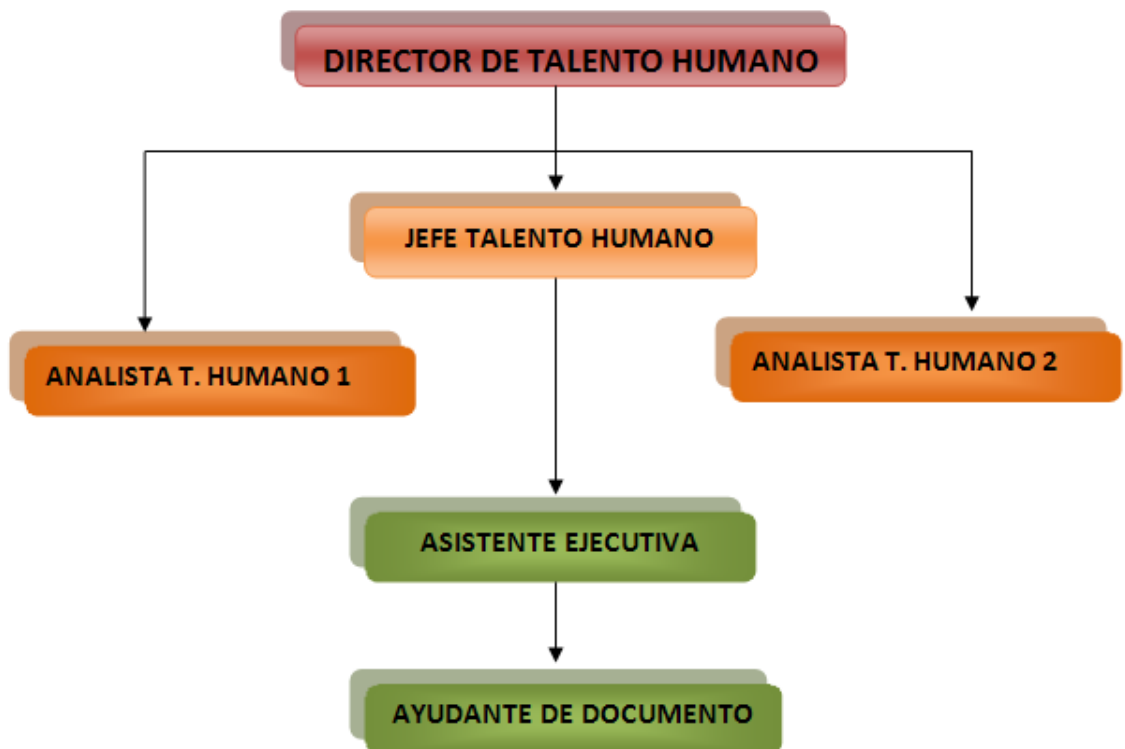 DIRECTOR DE TALENTO HUMANO
JEFE TALENTO HUMANO
ANALISTA T. HUMANO 1
ANALISTA T. HUMANO 2
ASISTENTE EJECUTIVA
AYUDANTE DE DOCUMENTO